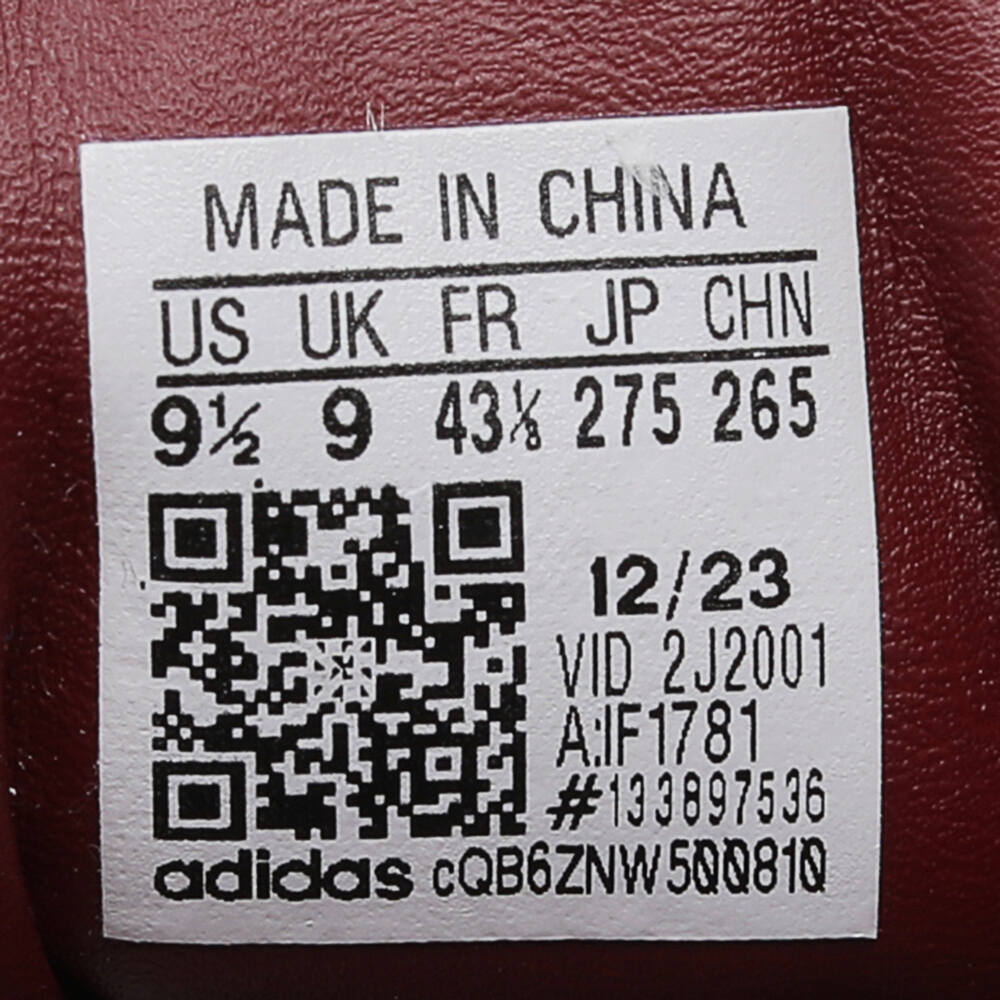 MADE IN CHINA
US UK FR JP CHN
9½ 9 43⅓ 275 265
12/23
VID 2J2001
A:IF1781
#133897536
adidas cQB6ZNW500810